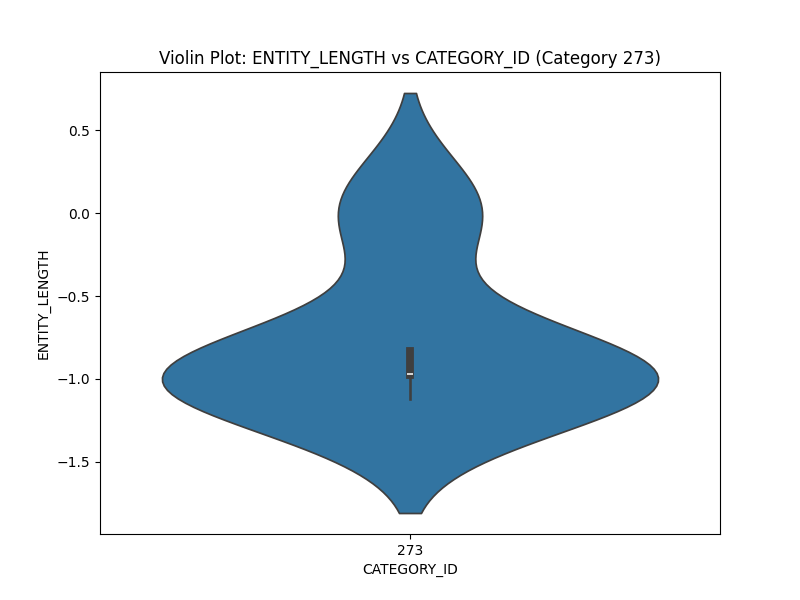 Violin Plot: ENTITY_LENGTH vs CATEGORY_ID (Category 273)
0.5
0.0
−0.5
−1.0
−1.5
ENTITY_LENGTH
273
CATEGORY_ID